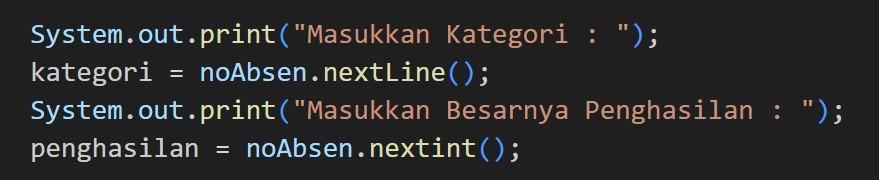 System.out.print("Masukkan Kategori : ");
kategori = noAbsen.nextLine();
System.out.print("Masukkan Besarnya Penghasilan : ");
penghasilan = noAbsen.nextint();